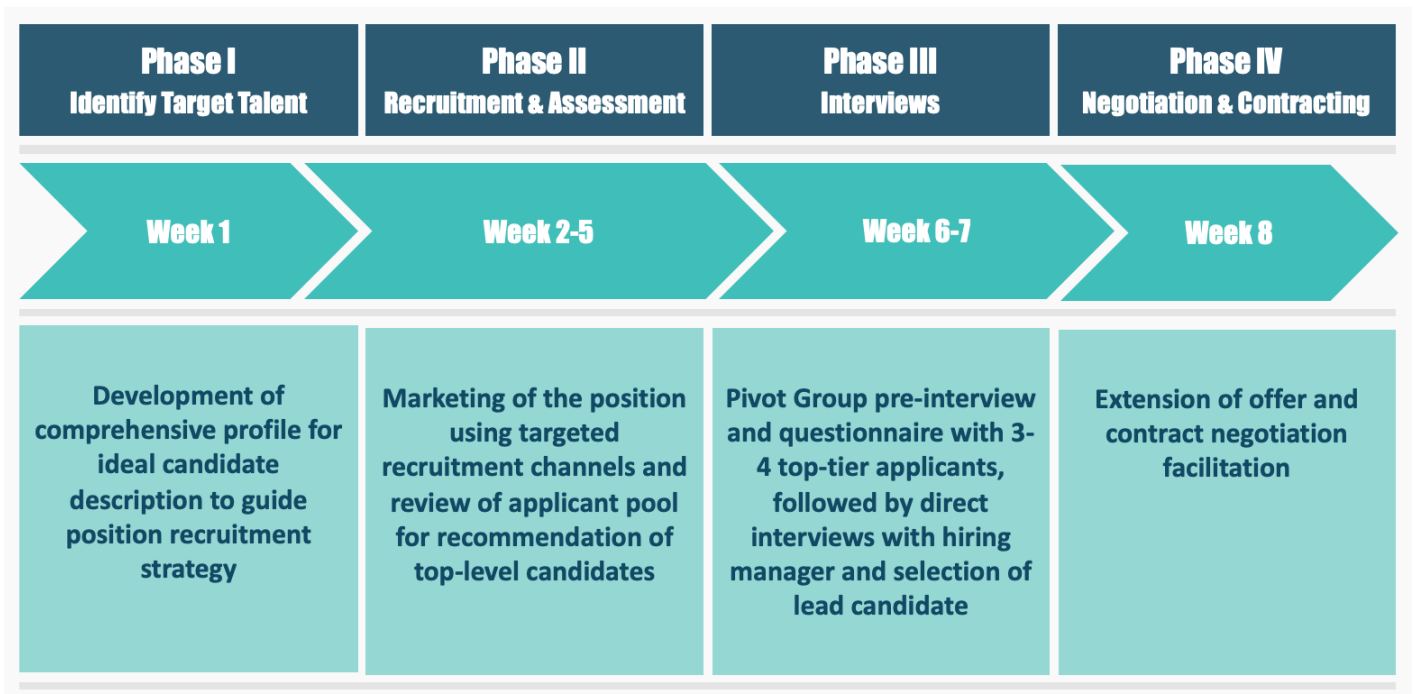 Phase I
Identify Target Talent
Phase II
Recruitment & Assessment
Phase III
Interviews
Phase IV
Negotiation & Contracting
Week 1
Week 2-5
Week 6-7
Week 8
Development of
comprehensive profile for
ideal candidate
description to guide
position recruitment
strategy
Marketing of the position
using targeted
recruitment channels and
review of applicant pool
for recommendation of
top-level candidates
Pivot Group pre-interview
and questionnaire with 3-
4 top-tier applicants,
followed by direct
interviews with hiring
manager and selection of
lead candidate
Extension of offer and
contract negotiation
facilitation